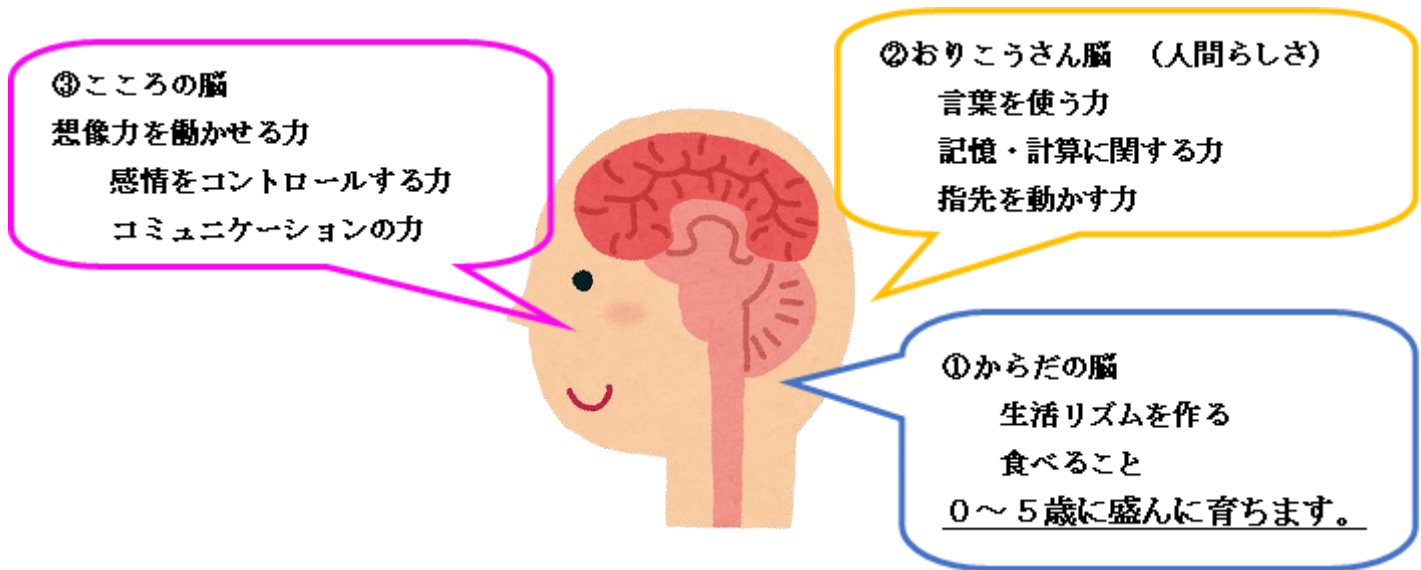 ③こころの脳
想像力を働かせる力
感情をコントロールする力
コミュニケーションの力
②おりこうさん脳　（人間らしさ）
言葉を使う力
記憶・計算に関する力
指先を動かす力
①からだの脳
生活リズムを作る
食べること
０～５歳に盛んに育ちます。